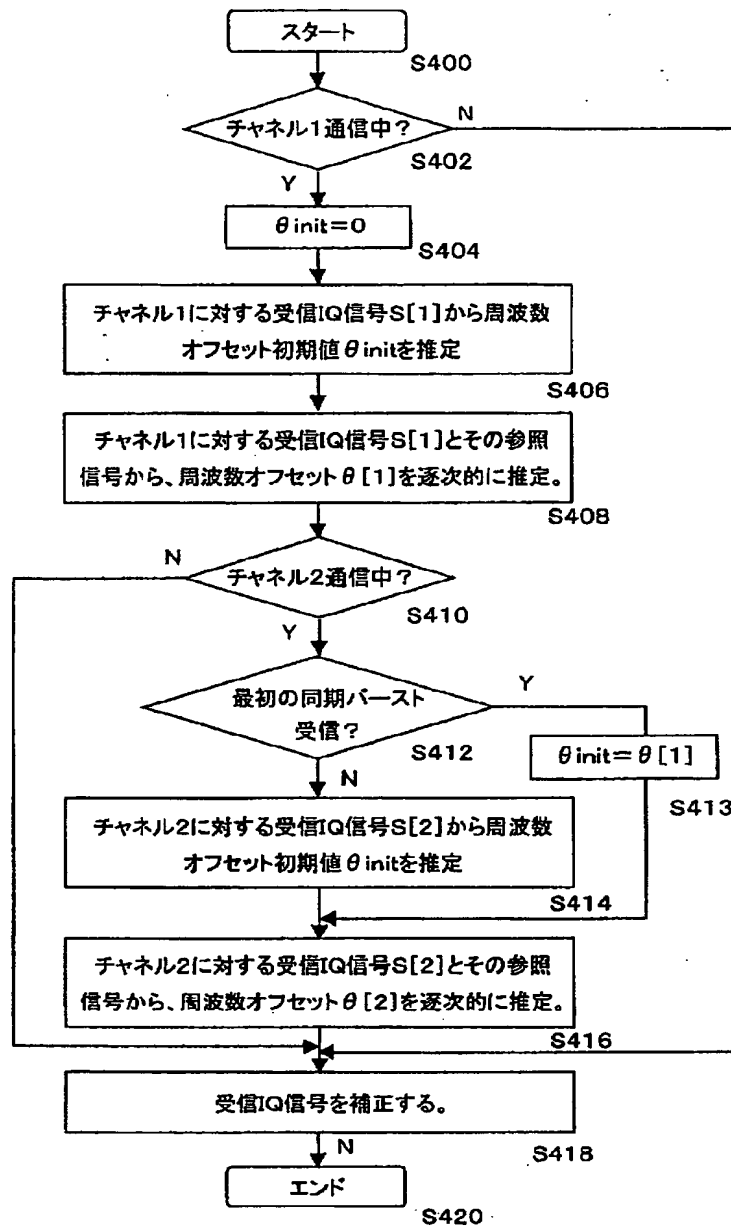 スタート
S400
チャネル1通信中?
N
S402
Y
θinit=0
S404
チャネル1に対する受信IQ信号S[1]から周波数
オフセット初期値θinitを推定
S406
チャネル1に対する受信IQ信号S[1]とその参照
信号から、周波数オフセットθ[1]を逐次的に推定。
S408
N
チャネル2通信中?
S410
Y
最初の同期バースト
受信?
Y
S412
θinit=θ[1]
S413
N
チャネル2に対する受信IQ信号S[2]から周波数
オフセット初期値θinitを推定
S414
チャネル2に対する受信IQ信号S[2]とその参照
信号から、周波数オフセットθ[2]を逐次的に推定。
S416
受信IQ信号を補正する。
N
S418
エンド
S420